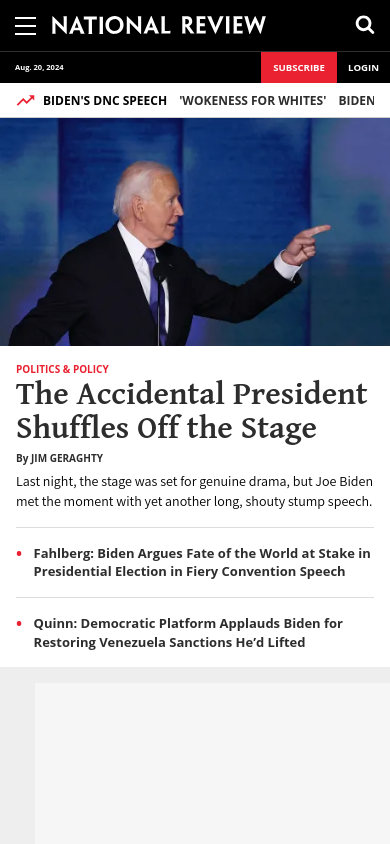 NATIONAL REVIEW
Aug. 20, 2024
SUBSCRIBE
LOGIN
BIDEN'S DNC SPEECH 'WOKENESS FOR WHITES' BIDEN
POLITICS & POLICY
The Accidental President
Shuffles Off the Stage
By JIM GERAGHTY
Last night, the stage was set for genuine drama, but Joe Biden
met the moment with yet another long, shouty stump speech.
• Fahlberg: Biden Argues Fate of the World at Stake in
Presidential Election in Fiery Convention Speech
• Quinn: Democratic Platform Applauds Biden for
Restoring Venezuela Sanctions He’d Lifted